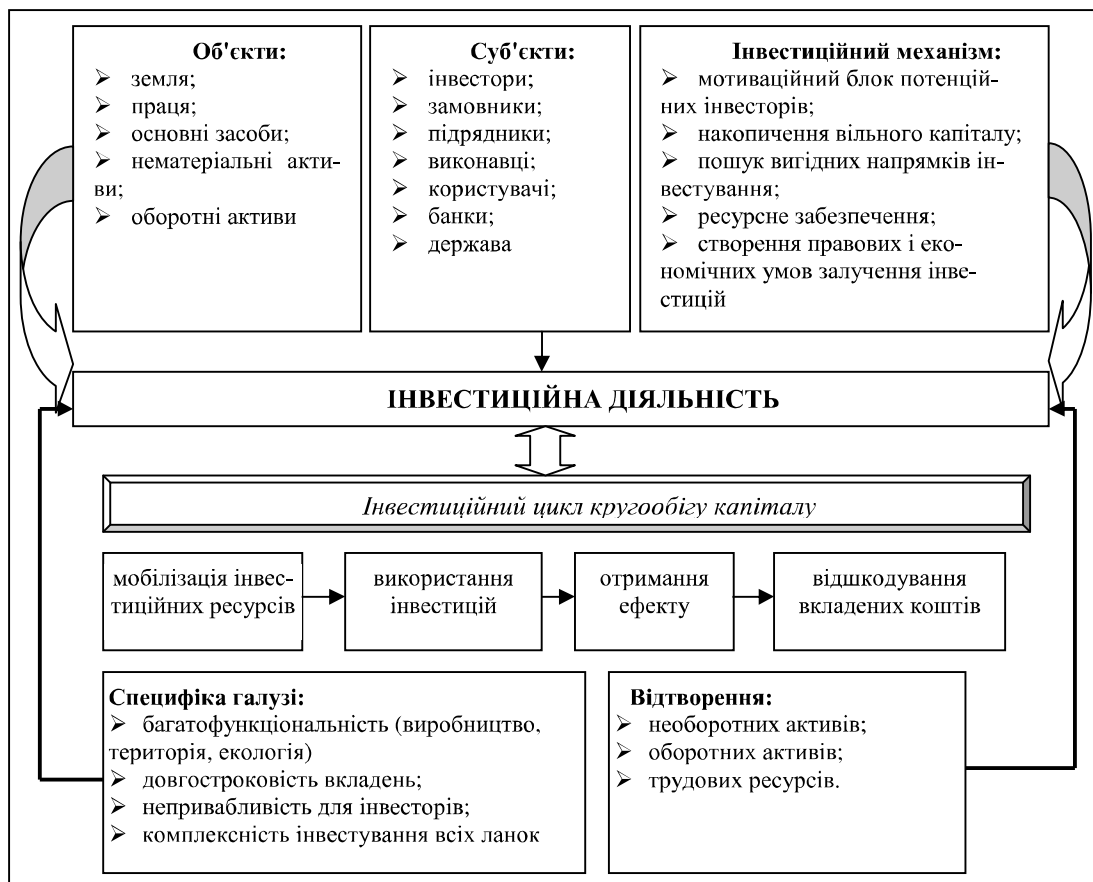 Об'єкти:
➢ земля;
➢ праця;
➢ основні засоби;
➢ нематеріальні акти-
ви;
➢ оборотні активи
Суб'єкти:
➢ інвестори;
➢ замовники;
➢ підрядники;
➢ виконавці;
➢ користувачі;
➢ банки;
➢ держава
Інвестиційний механізм:
➢ мотиваційний блок потенцій-
них інвесторів;
➢ накопичення вільного капіталу;
➢ пошук вигідних напрямків ін-
вестування;
➢ ресурсне забезпечення;
➢ створення правових і еко-
номічних умов залучення інве-
стицій
ІНВЕСТИЦІЙНА ДІЯЛЬНІСТЬ
Інвестиційний цикл кругообігу капіталу
мобілізація інвес-
тиційних ресурсів
використання
інвестицій
отримання
ефекту
відшкодування
вкладених коштів
Специфіка галузі:
➢ багатофункціональність (виробництво,
територія, екологія)
➢ довгостроковість вкладень;
➢ непривабливість для інвесторів;
➢ комплексність інвестування всіх ланок
Відтворення:
➢ необоротних активів;
➢ оборотних активів;
➢ трудових ресурсів.